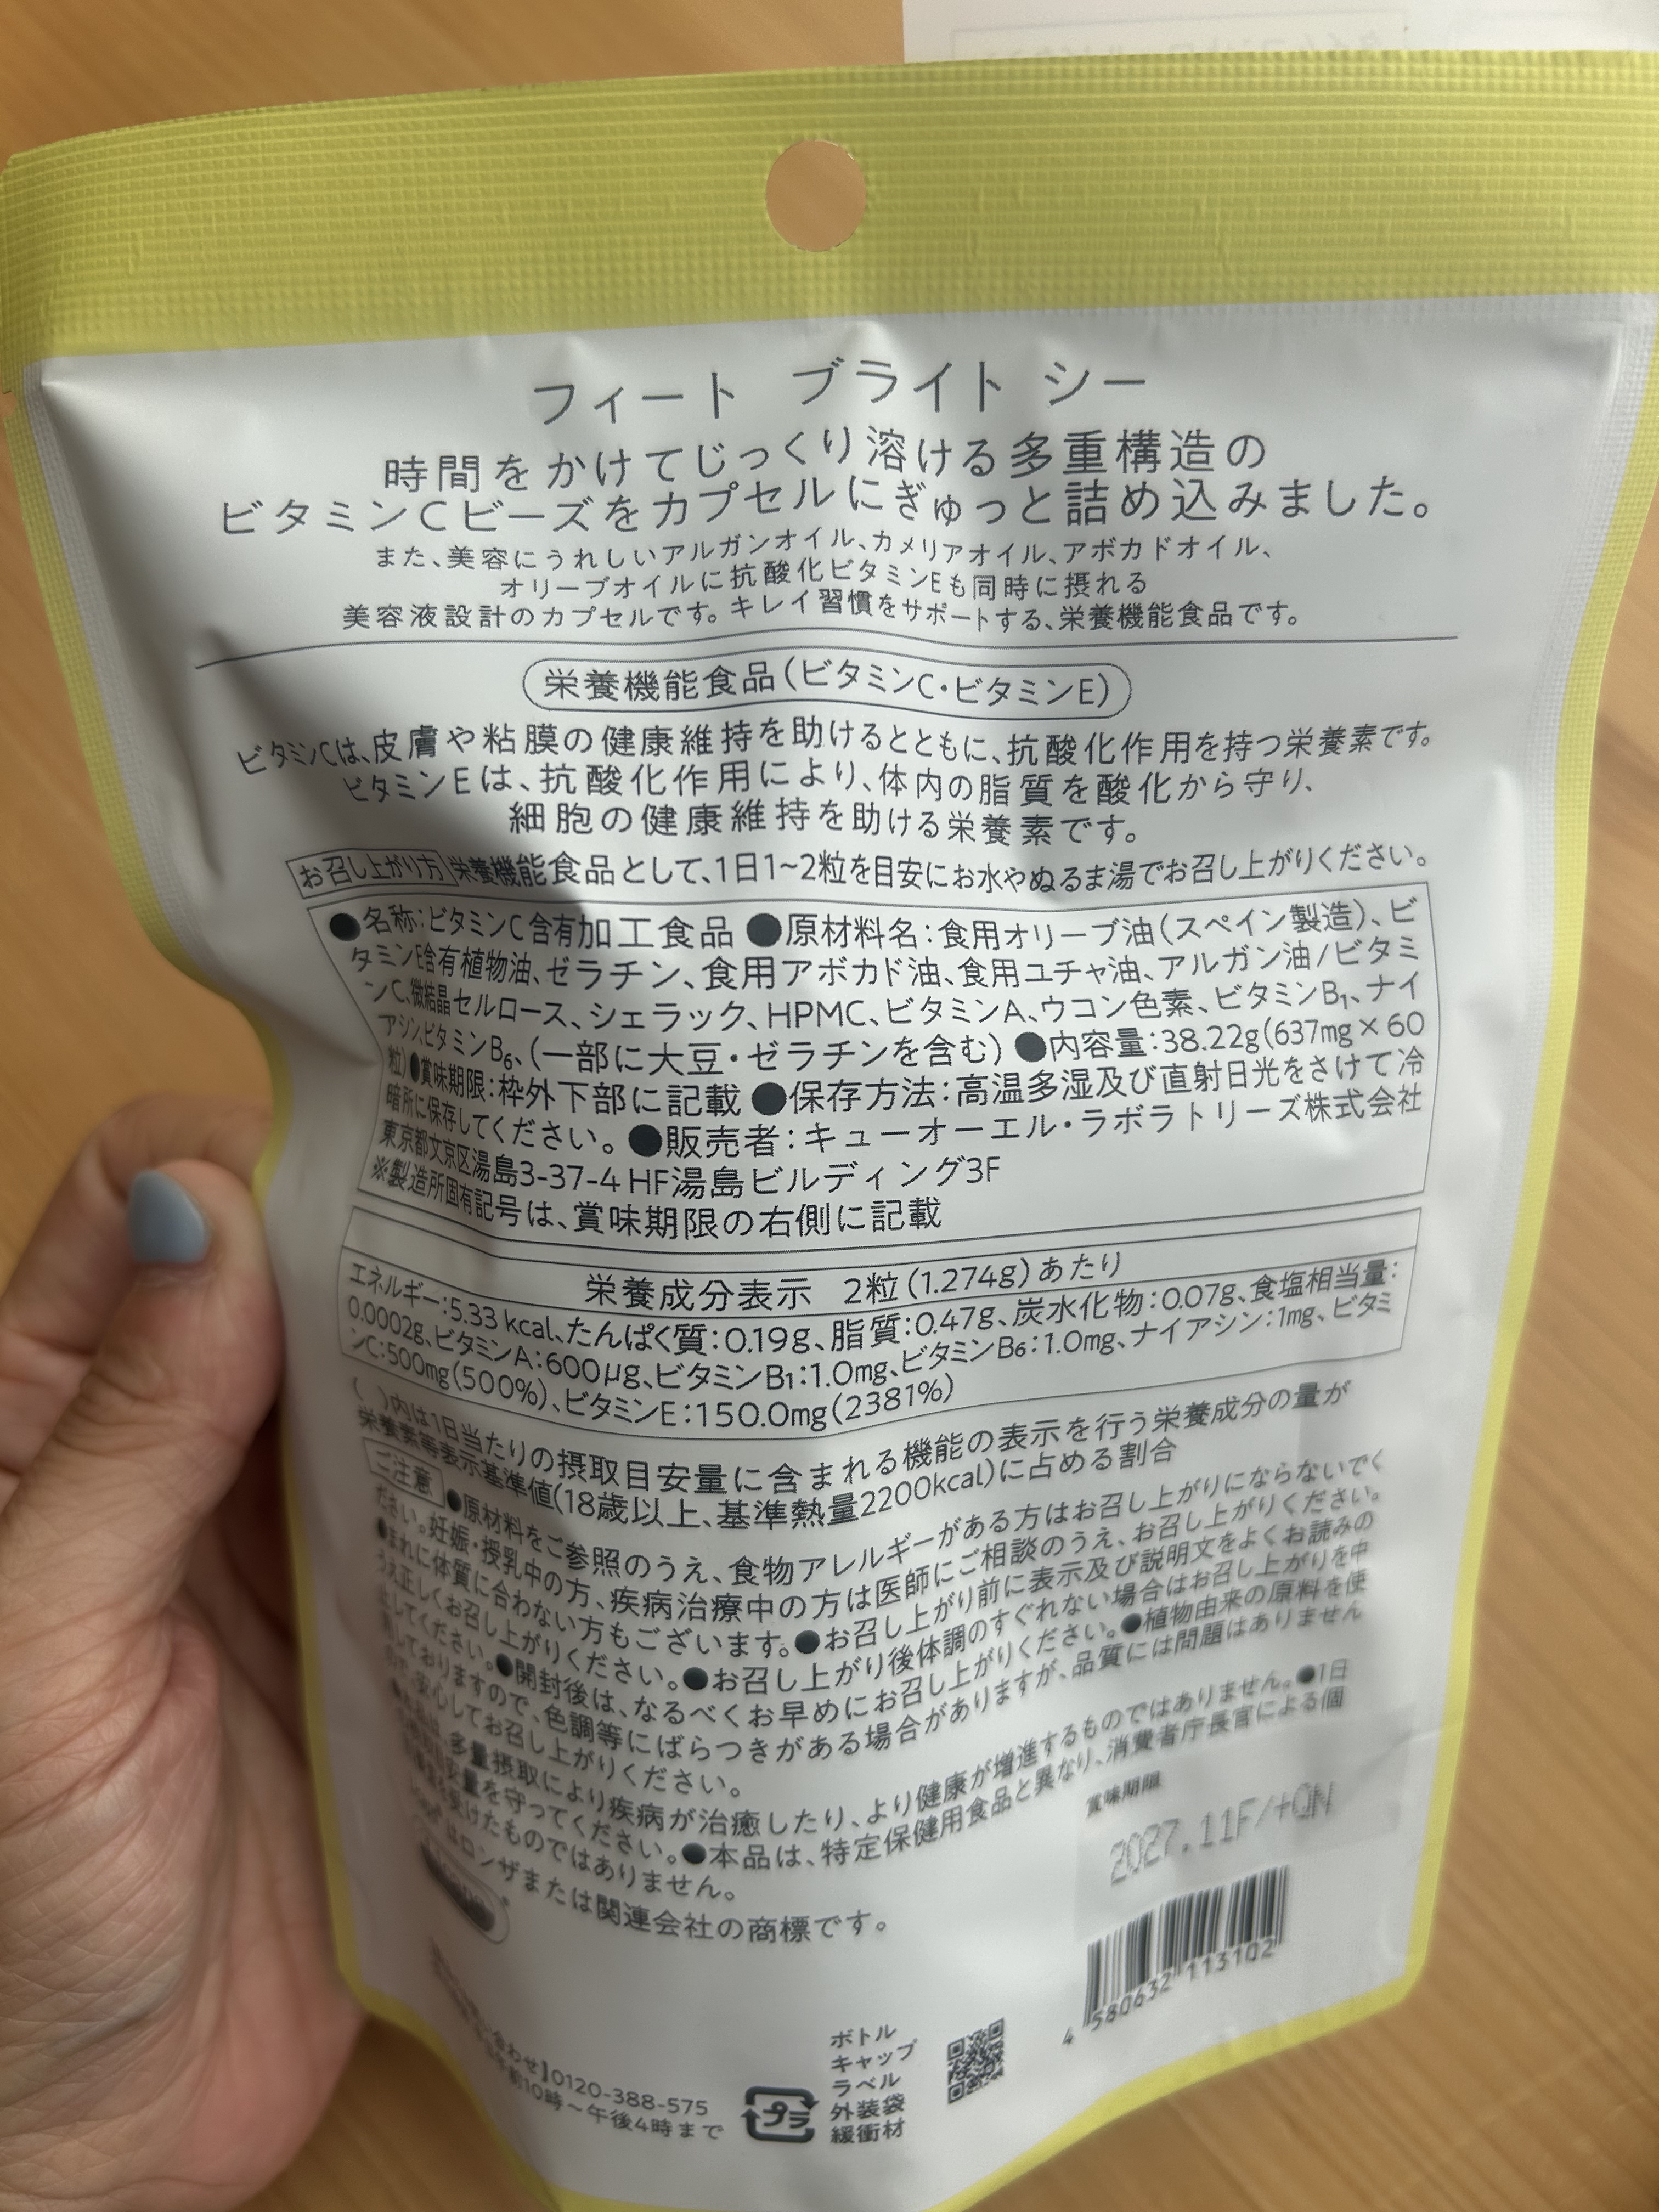 フィート ブライト シー
時間をかけてじっくり溶ける多重構造の
ビタミンCビーズをカプセルにぎゅっと詰め込みました。
また、美容にうれしいアルガンオイル、カメリアオイル、アボカドオイル、
オリーブオイルに抗酸化ビタミンEも同時に摂れる
美容液設計のカプセルです。キレイ習慣をサポートする、栄養機能食品です。
栄養機能食品(ビタミンC・ビタミンE)
ビタミンCは、皮膚や粘膜の健康維持を助けるとともに、抗酸化作用を持つ栄養素です。
ビタミンEは、抗酸化作用により、体内の脂質を酸化から守り、
細胞の健康維持を助ける栄養素です。
お召し上がり方 栄養機能食品として、1日1~2粒を目安にお水やぬるま湯でお召し上がりください。
●名称:ビタミンC含有加工食品 ●原材料名:食用オリーブ油(スペイン製造)、ビ
タミンE含有植物油、ゼラチン、食用アボカド油、食用ユチャ油、アルガン油/ビタミ
ンC、微結晶セルロース、シェラック、HPMC、ビタミンA、ウコン色素、ビタミンB1、ナイ
アシン、ビタミンB6、(一部に大豆・ゼラチンを含む) ●内容量:38.22g(637mg×60
粒)●賞味期限:枠外下部に記載 ●保存方法:高温多湿及び直射日光をさけて冷
暗所に保存してください。●販売者:キューオーエル・ラボラトリーズ株式会社
東京都文京区湯島3-37-4 HF湯島ビルディング3F
※製造所固有記号は、賞味期限の右側に記載
栄養成分表示 2粒(1.274g)あたり
エネルギー:5.33 kcal、たんぱく質:0.19g、脂質:0.47g、炭水化物:0.07g、食塩相当量:
0.0002g、ビタミンA:600μg、ビタミンB1:1.0mg、ビタミンB6:1.0mg、ナイアシン:1mg、ビタミ
ンC:500mg(500%)、ビタミンE:150.0mg(2381%)
( )内は1日当たりの摂取目安量に含まれる機能の表示を行う栄養成分の量が
栄養素等表示基準値(18歳以上、基準熱量2200kcal)に占める割合
ご注意 ●原材料をご参照のうえ、食物アレルギーがある方はお召し上がりにならないでく
ださい。妊娠・授乳中の方、疾病治療中の方は医師にご相談のうえ、お召し上がりください。
●まれに体質に合わない方もございます。●お召し上がり前に表示及び説明文をよくお読みの
うえ正しくお召し上がりください。●お召し上がり後体調のすぐれない場合はお召し上がりを中
止してください。●開封後は、なるべくお早めにお召し上がりください。●植物由来の原料を使
用しておりますので、色調等にばらつきがある場合がありますが、品質には問題はありません
安心してお召し上がりください。
多量摂取により疾病が治癒したり、より健康が増進するものではありません。●1日
量を守ってください。●本品は、特定保健用食品と異なり、消費者庁長官による個
を受けたものではありません。
はロンザまたは関連会社の商標です。
賞味期限
2027.11F/+QN
4 580632 113102
合わせ】0120-388-575
前10時~午後4時まで
プラ
ボトル
キャップ
ラベル
外装袋
緩衝材